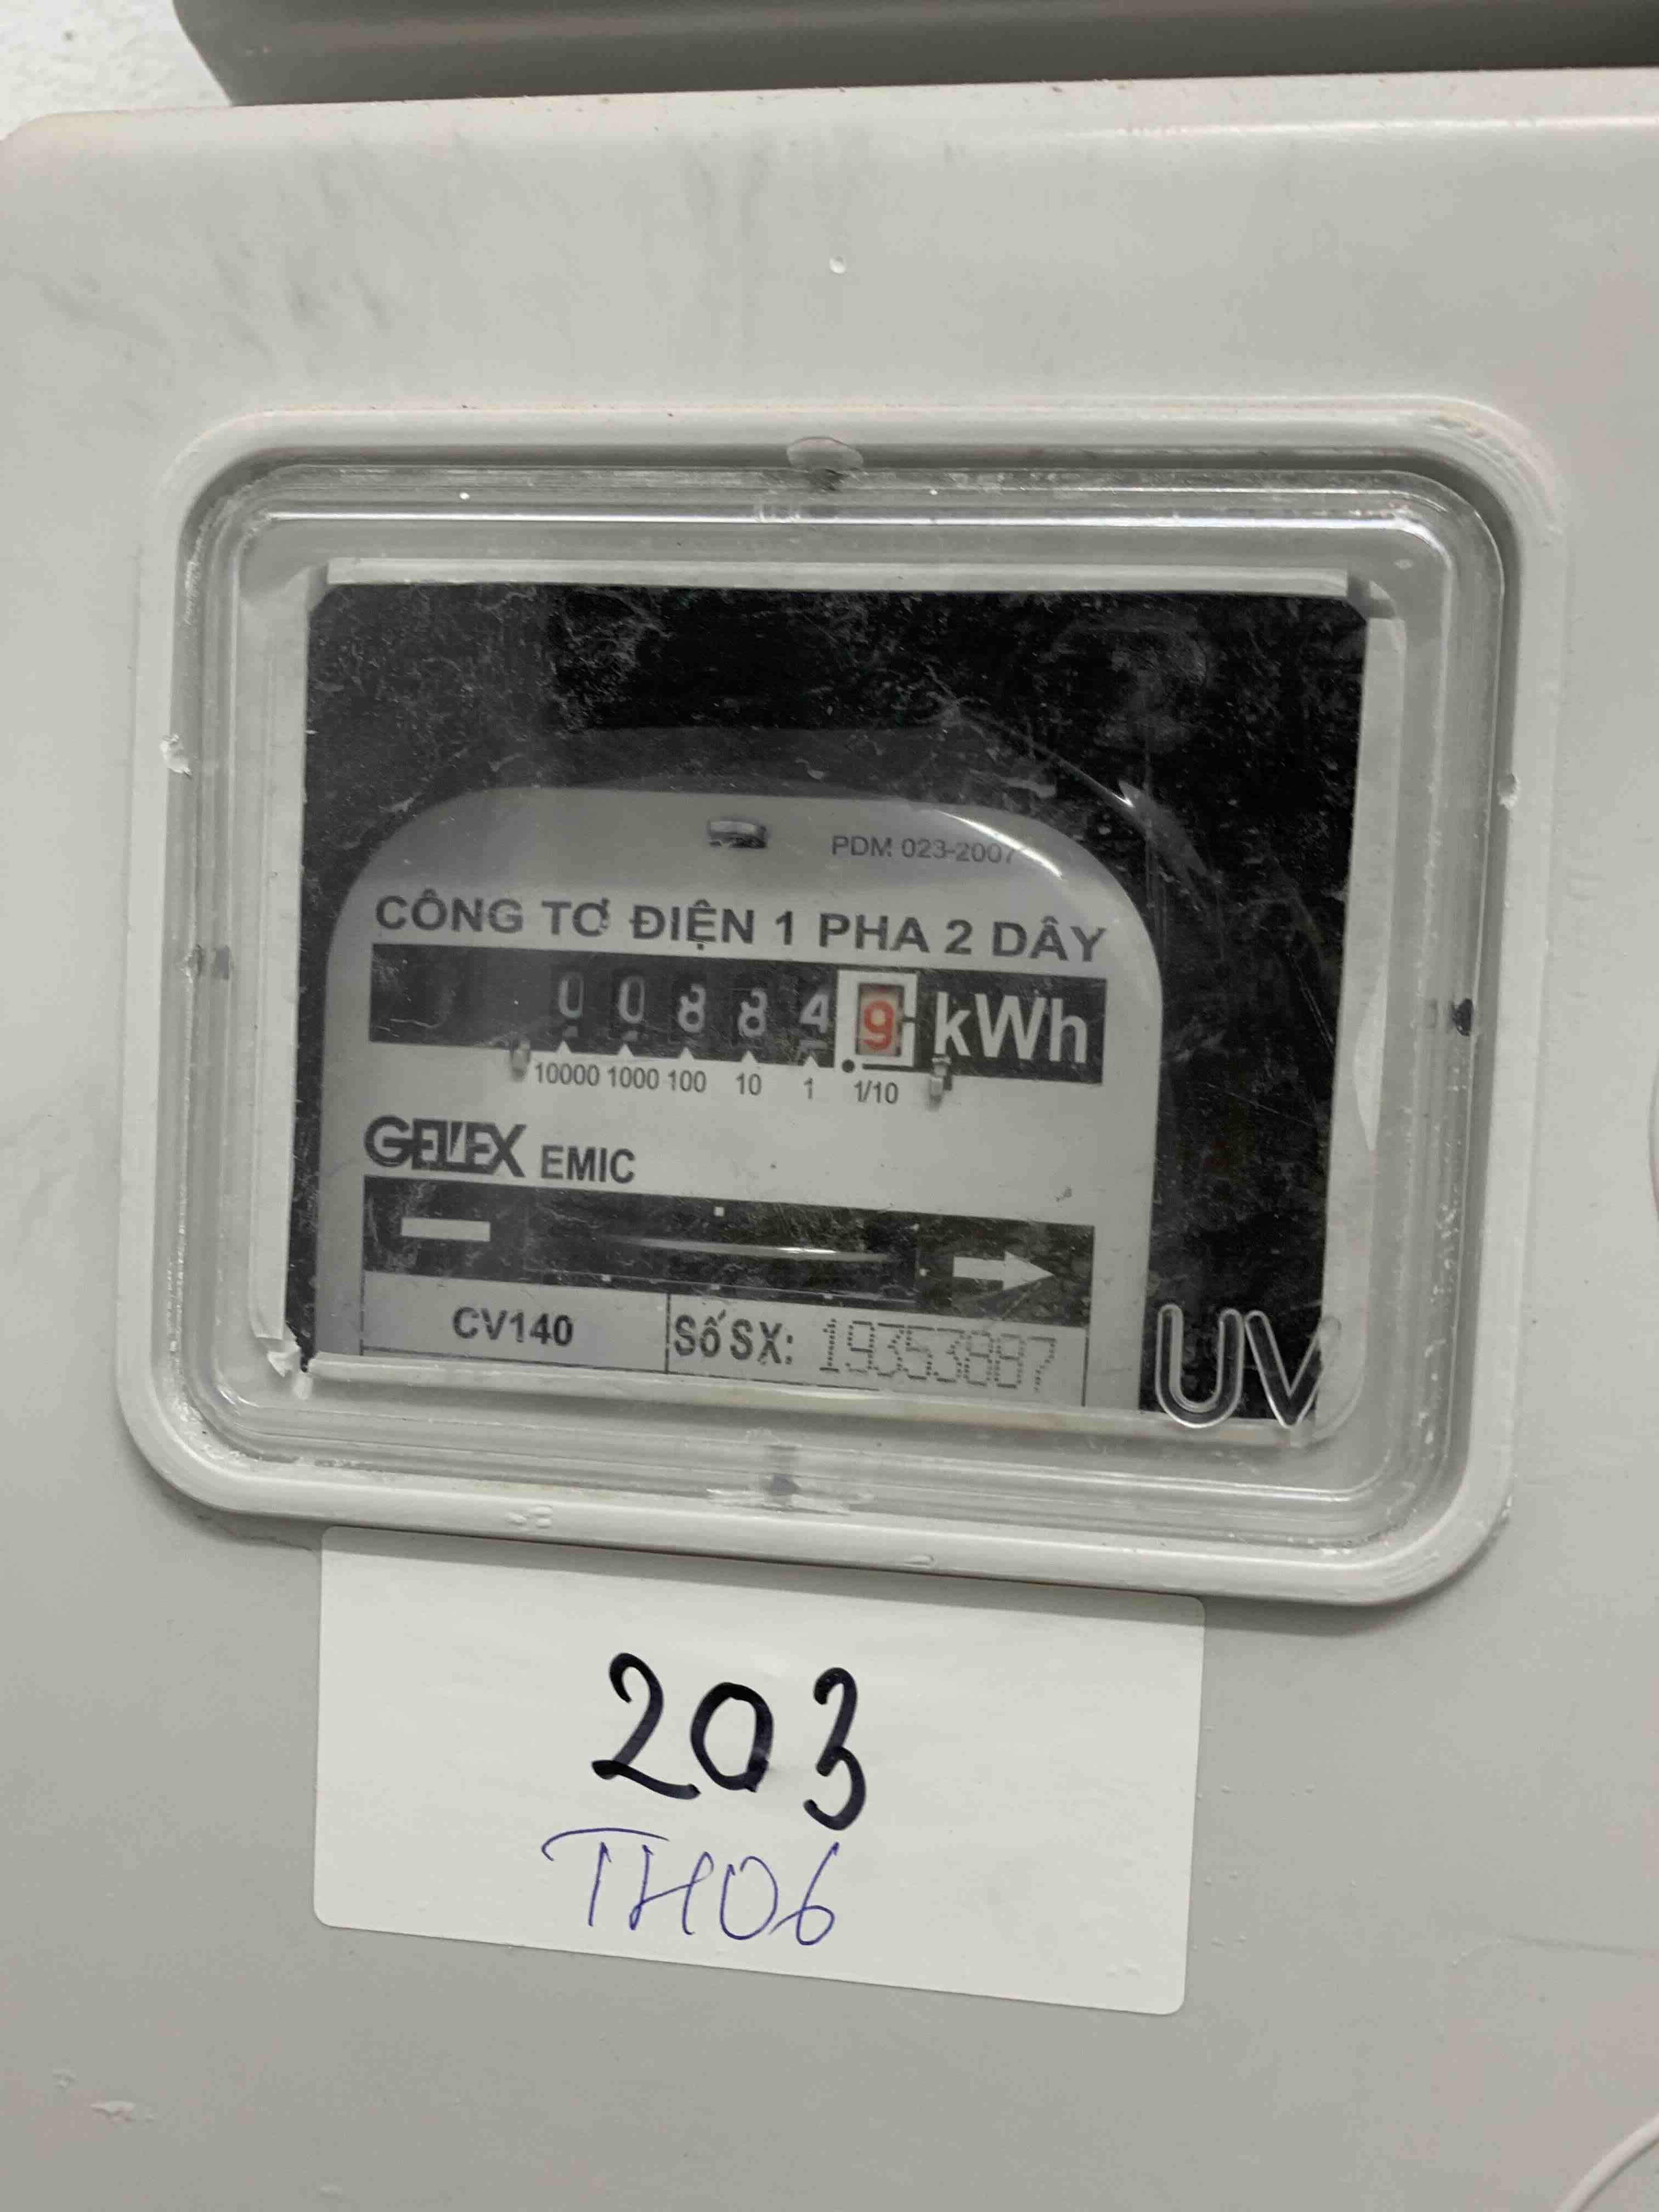 PDM 023-2007
CÔNG TƠ ĐIỆN 1 PHA 2 DÂY
0 0 8 8 4 9 kWh
10000 1000 100 10 1 1/10
GELEX EMIC
CV140 Số SX: 19353887
UV
203
TH06